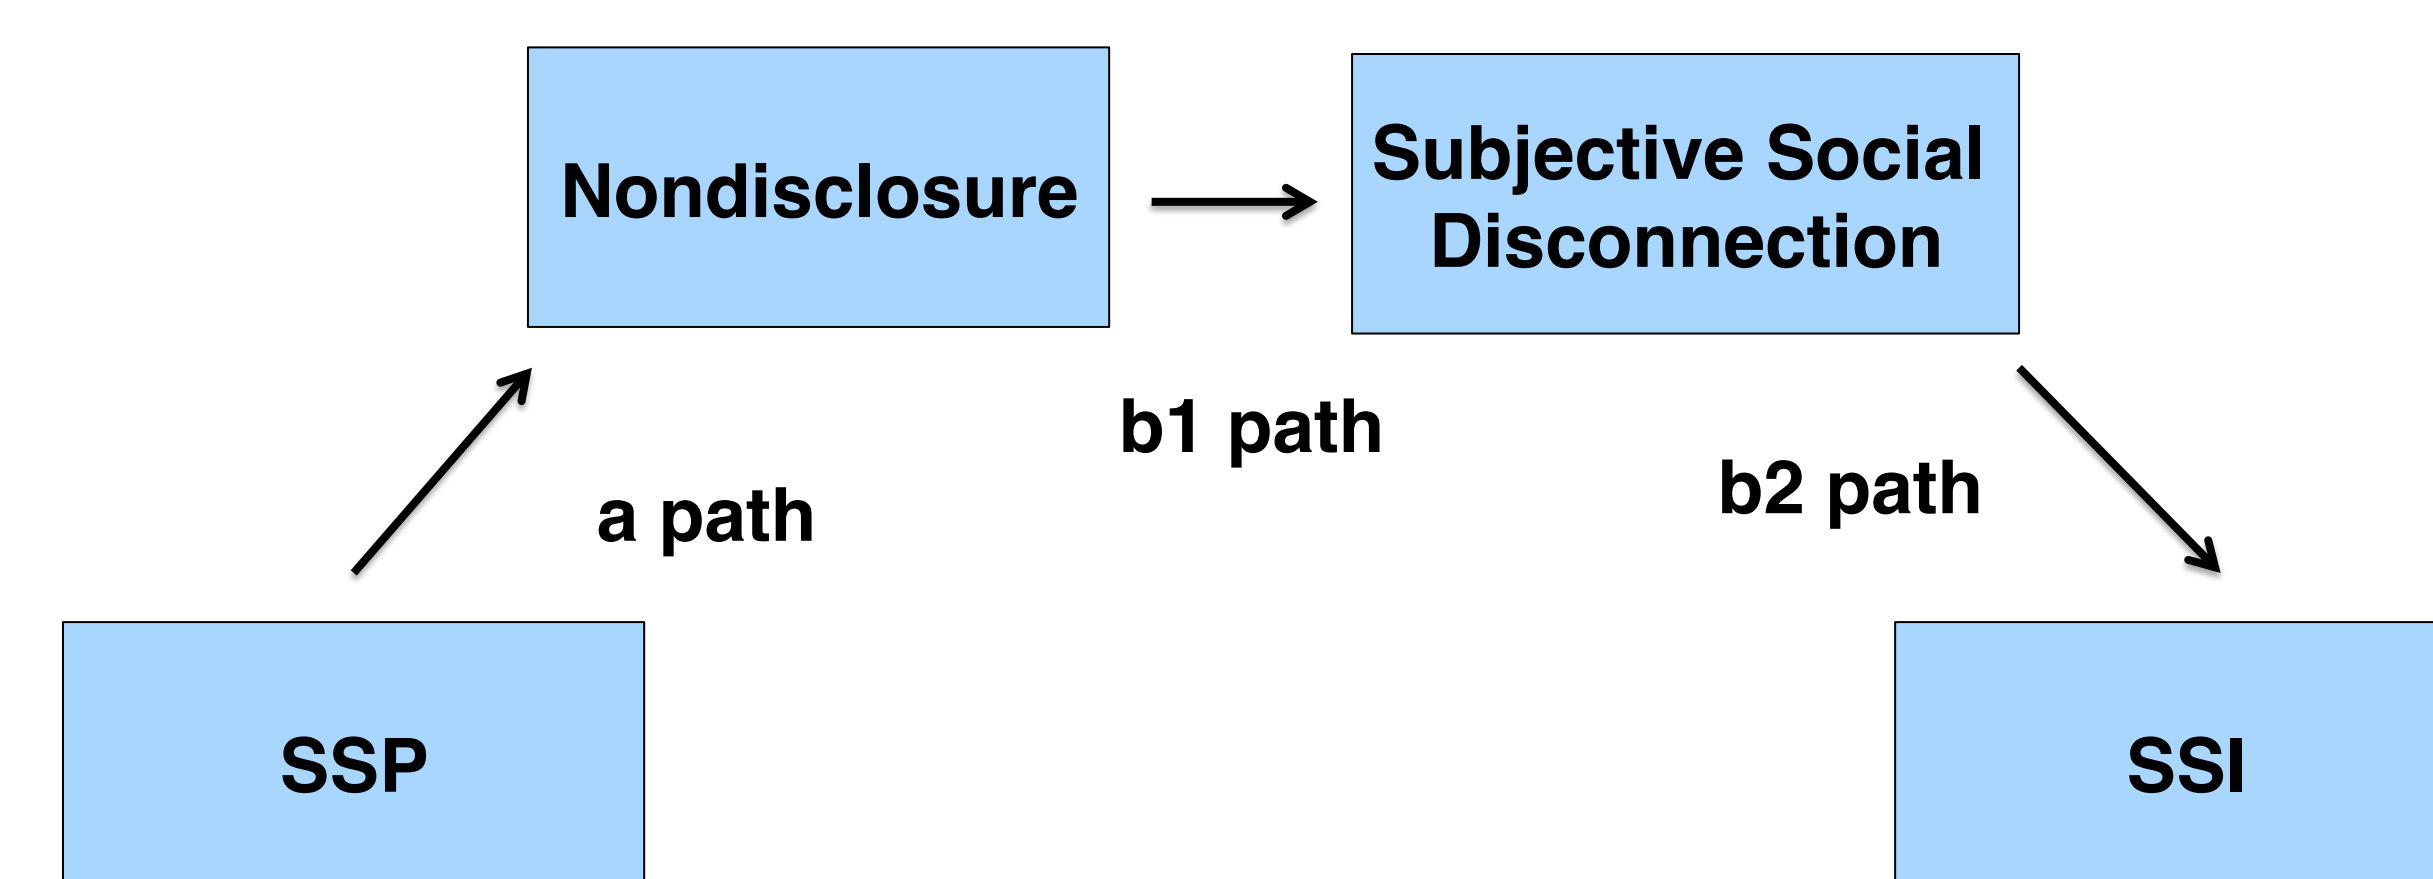 Nondisclosure
Subjective Social
Disconnection
a path
b1 path
b2 path
SSP
SSI